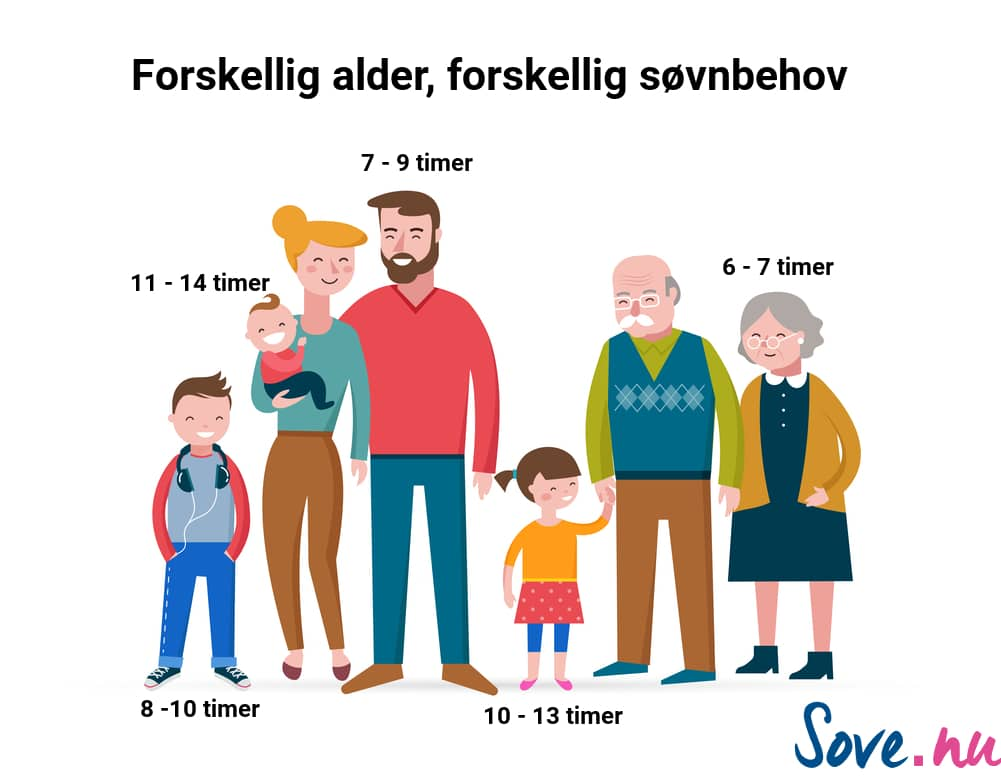 Forskellig alder, forskellig søvnbehov
7 - 9 timer
6 - 7 timer
11 - 14 timer
8 -10 timer
10 - 13 timer
Sove.nu